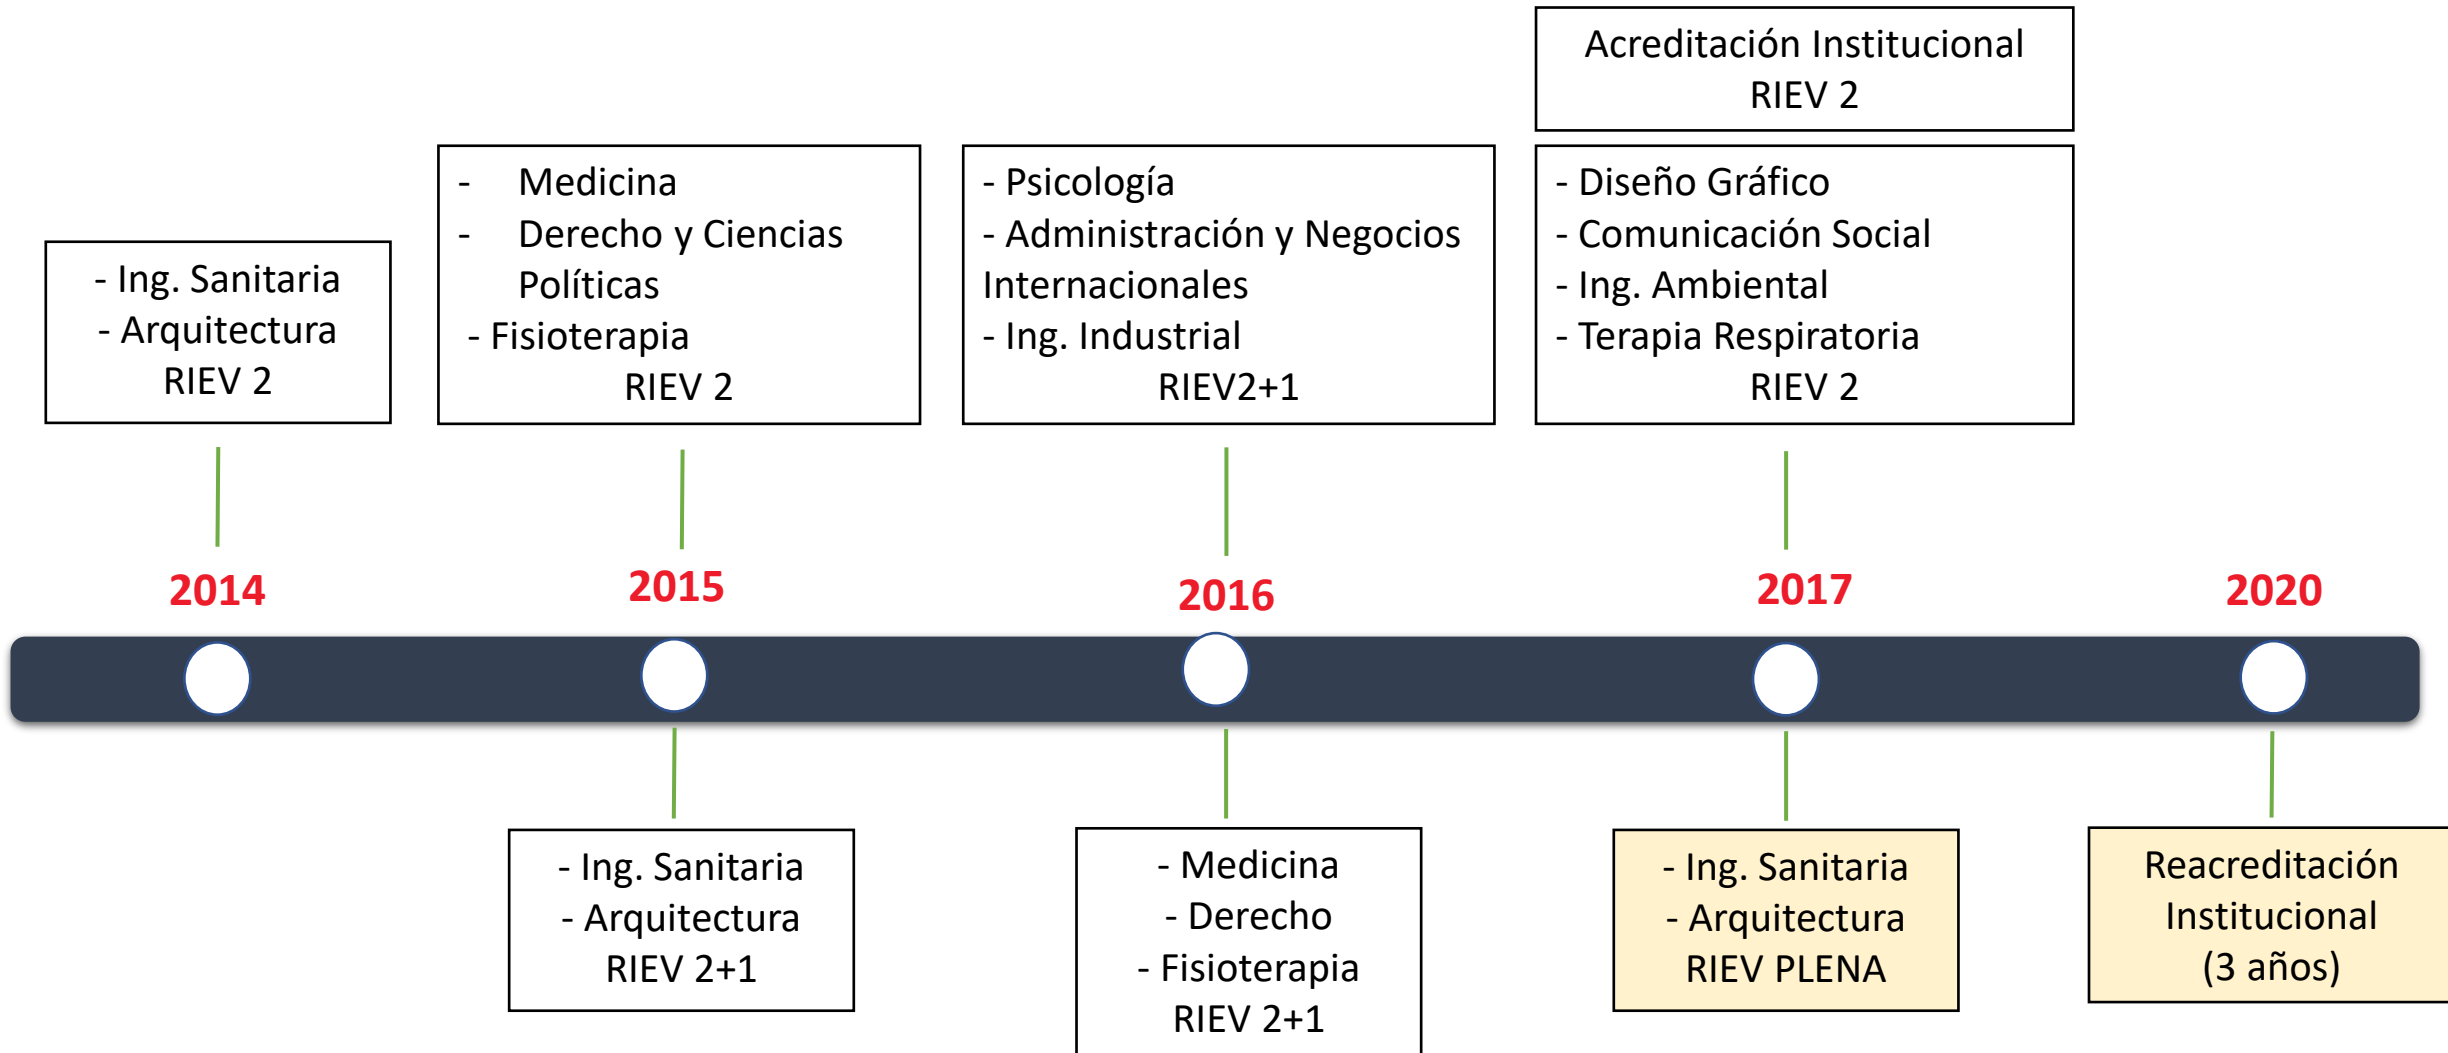 Acreditación Institucional
RIEV 2
- Ing. Sanitaria
- Arquitectura
RIEV 2
- Medicina
- Derecho y Ciencias
Políticas
- Fisioterapia
RIEV 2
- Psicología
- Administración y Negocios
Internacionales
- Ing. Industrial
RIEV2+1
- Diseño Gráfico
- Comunicación Social
- Ing. Ambiental
- Terapia Respiratoria
RIEV 2
2014
2015
2016
2017
2020
- Ing. Sanitaria
- Arquitectura
RIEV 2+1
- Medicina
- Derecho
- Fisioterapia
RIEV 2+1
- Ing. Sanitaria
- Arquitectura
RIEV PLENA
Reacreditación
Institucional
(3 años)